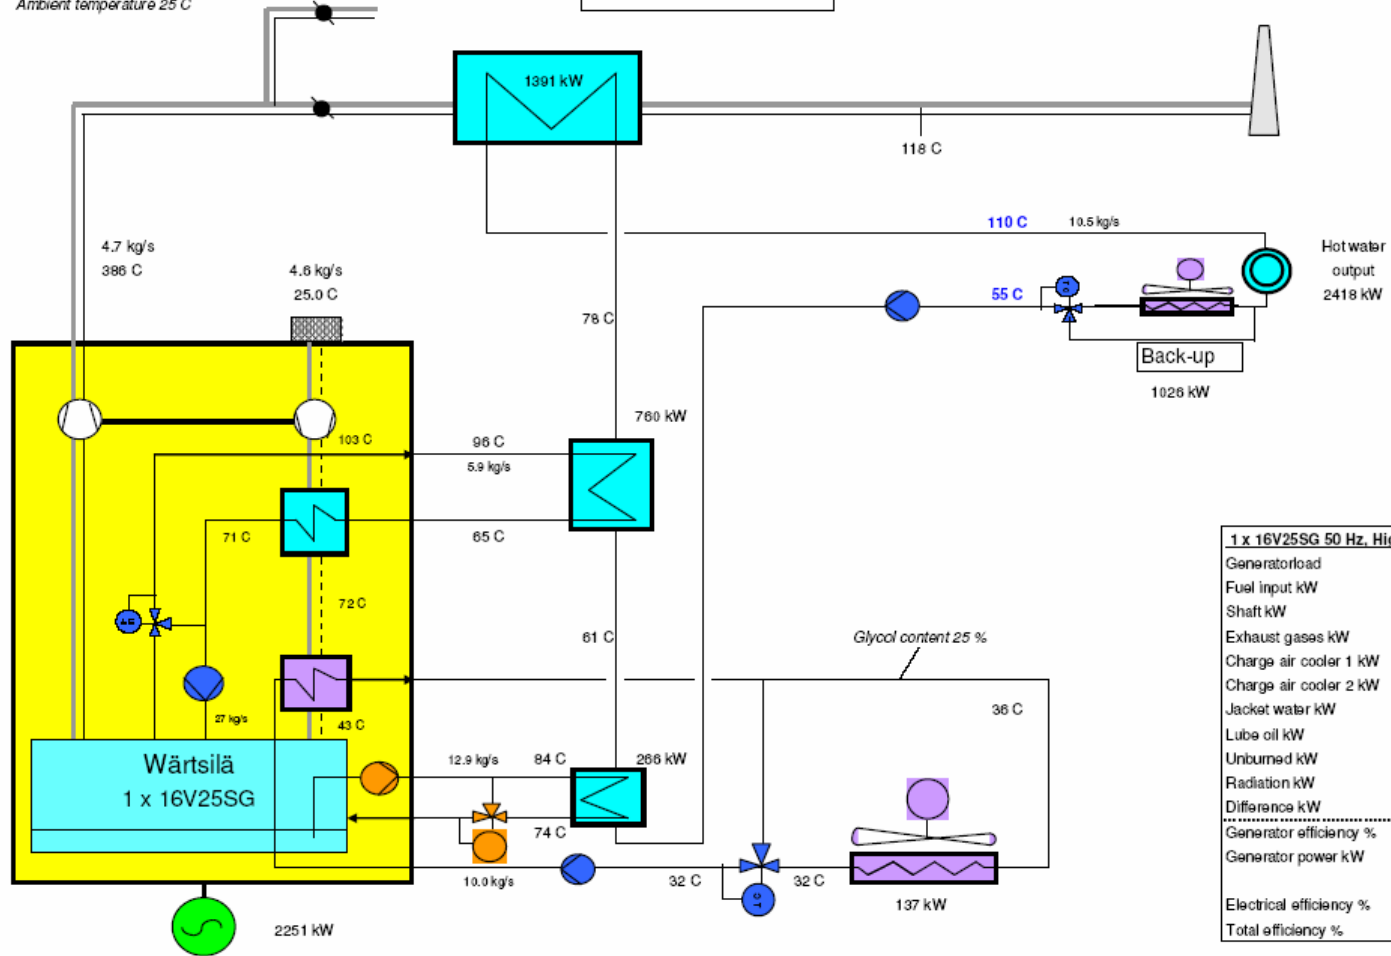 Ambient temperature 25 C
1391 kW
118 C
110 C
10.5 kg/s
4.7 kg/s
386 C
4.6 kg/s
25.0 C
Hot water
output
2418 kW
55 C
78 C
Back-up
1026 kW
760 kW
103 C
96 C
5.9 kg/s
71 C
65 C
72 C
61 C
Glycol content 25 %
36 C
27 kg/s
43 C
Wärtsilä
1 x 16V25SG
12.9 kg/s
84 C
266 kW
74 C
10.0 kg/s
32 C
32 C
137 kW
2251 kW
1 x 16V25SG 50 Hz, Hig
Generatorload
Fuel input kW
Shaft kW
Exhaust gases kW
Charge air cooler 1 kW
Charge air cooler 2 kW
Jacket water kW
Lube oil kW
Unburned kW
Radiation kW
Difference kW
Generator efficiency %
Generator power kW
Electrical efficiency %
Total efficiency %